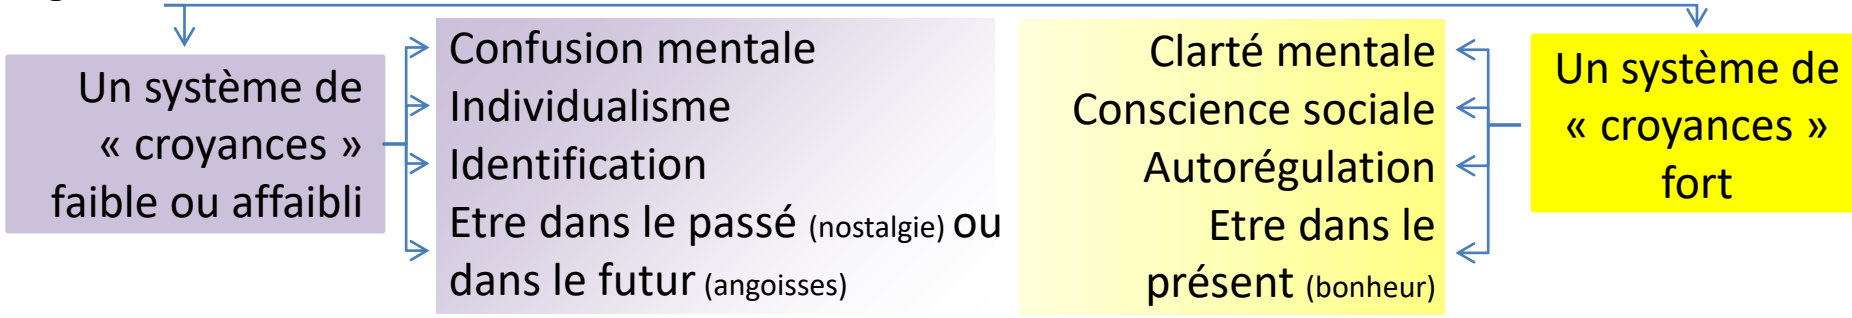 Un système de
« croyances »
faible ou affaibli
Confusion mentale
Individualisme
Identification
Etre dans le passé (nostalgie) ou
dans le futur (angoisses)
Clarté mentale
Conscience sociale
Autorégulation
Etre dans le
présent (bonheur)
Un système de
« croyances »
fort